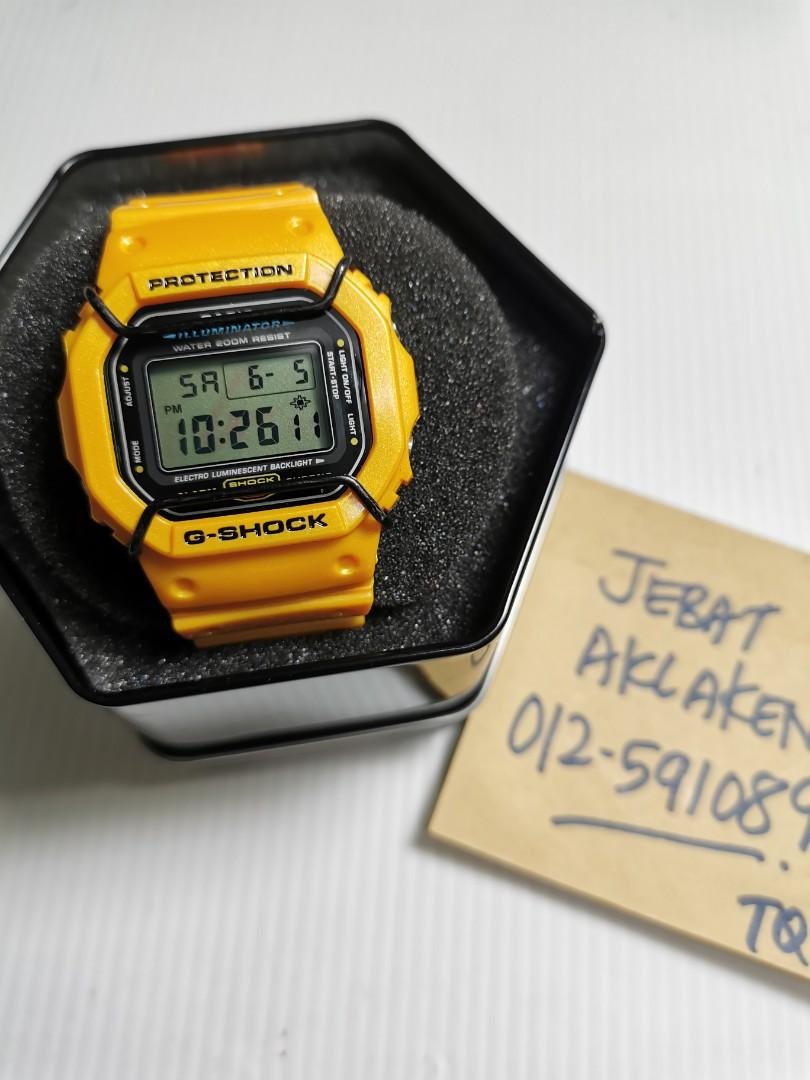 PROTECTION
ILLUMINATOR
WATER 200M RESIST
ADJUST
MODE
LIGHT ON/OFF
START·STOP
LIGHT
SA 6- 5
PM
10:26 11
ELECTRO LUMINESCENT BACKLIGHT
SHOCK
G-SHOCK
JEBAT
AKLAKEN
012-591089
TQ